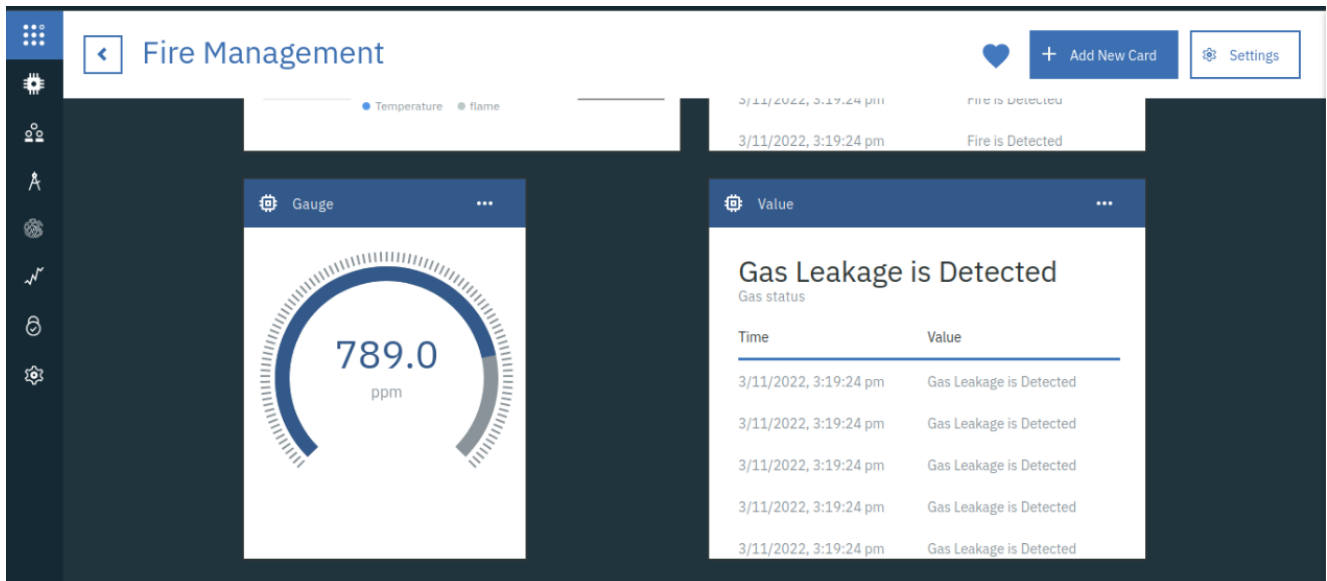 Fire Management
+ Add New Card
Settings
Temperature flame
3/11/2022, 3:19:24 pm Fire is Detected
3/11/2022, 3:19:24 pm Fire is Detected
Gauge
789.0
ppm
Value
Gas Leakage is Detected
Gas status
Time Value
3/11/2022, 3:19:24 pm Gas Leakage is Detected
3/11/2022, 3:19:24 pm Gas Leakage is Detected
3/11/2022, 3:19:24 pm Gas Leakage is Detected
3/11/2022, 3:19:24 pm Gas Leakage is Detected
3/11/2022, 3:19:24 pm Gas Leakage is Detected